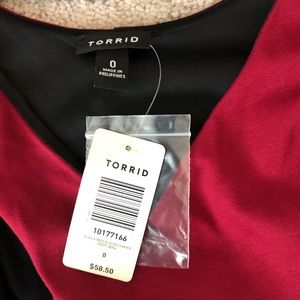 TORRID
0
MADE IN
PHILIPPINES
TORRID
10177166
0
$58.50